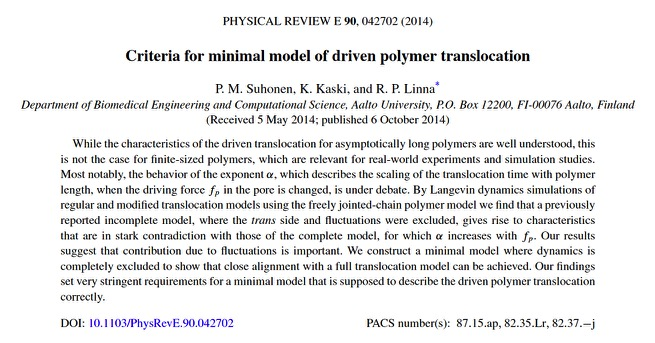 PHYSICAL REVIEW E 90, 042702 (2014)
Criteria for minimal model of driven polymer translocation
P. M. Suhonen, K. Kaski, and R. P. Linna*
Department of Biomedical Engineering and Computational Science, Aalto University, P.O. Box 12200, FI-00076 Aalto, Finland
(Received 5 May 2014; published 6 October 2014)
While the characteristics of the driven translocation for asymptotically long polymers are well understood, this
is not the case for finite-sized polymers, which are relevant for real-world experiments and simulation studies.
Most notably, the behavior of the exponent α, which describes the scaling of the translocation time with polymer
length, when the driving force fp in the pore is changed, is under debate. By Langevin dynamics simulations of
regular and modified translocation models using the freely jointed-chain polymer model we find that a previously
reported incomplete model, where the trans side and fluctuations were excluded, gives rise to characteristics
that are in stark contradiction with those of the complete model, for which α increases with fp. Our results
suggest that contribution due to fluctuations is important. We construct a minimal model where dynamics is
completely excluded to show that close alignment with a full translocation model can be achieved. Our findings
set very stringent requirements for a minimal model that is supposed to describe the driven polymer translocation
correctly.
DOI: 10.1103/PhysRevE.90.042702 PACS number(s): 87.15.ap, 82.35.Lr, 82.37.−j